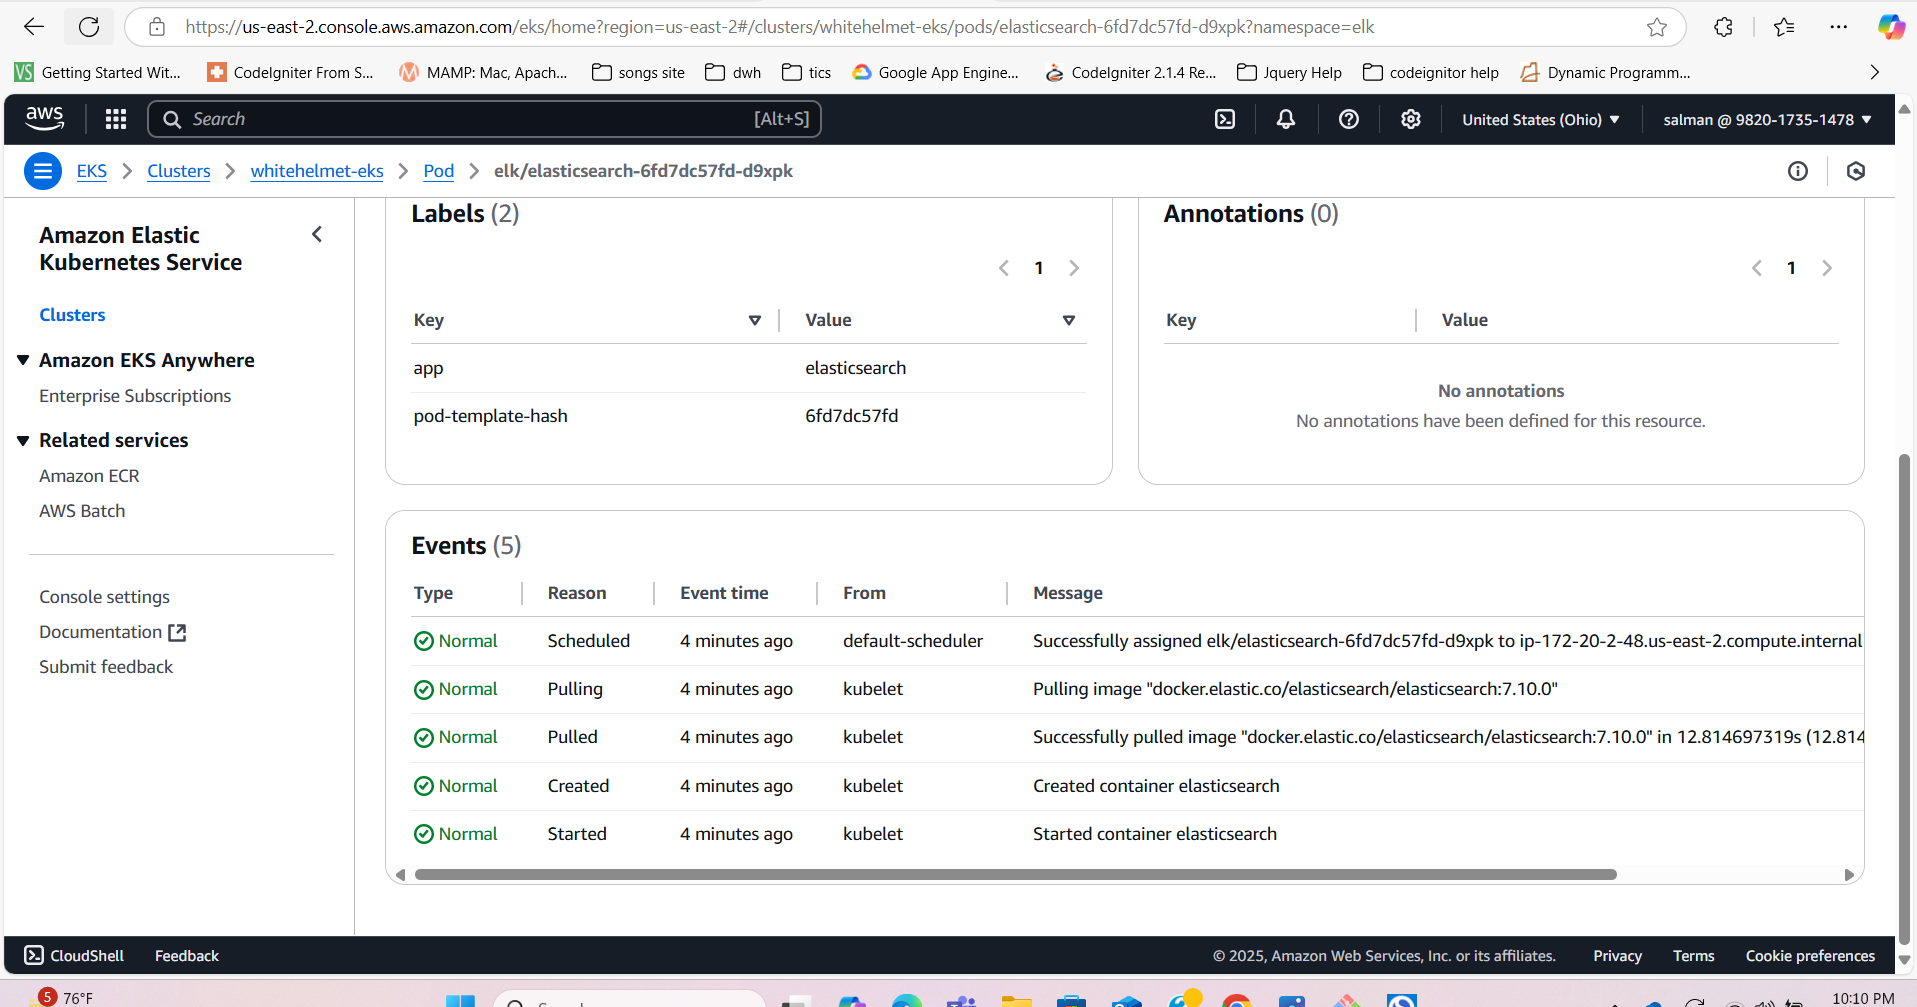 https://us-east-2.console.aws.amazon.com/eks/home?region=us-east-2#/clusters/whitehelmet-eks/pods/elasticsearch-6fd7dc57fd-d9xpk?namespace=elk
VS Getting Started Wit... CodeIgniter From S... MAMP: Mac, Apach... songs site dwh tics Google App Engine... CodeIgniter 2.1.4 Re... Jquery Help codeignitor help Dynamic Programm...
aws Search [Alt+S] United States (Ohio) salman @ 9820-1735-1478
EKS Clusters whitehelmet-eks Pod elk/elasticsearch-6fd7dc57fd-d9xpk
Amazon Elastic
Kubernetes Service
Clusters
Amazon EKS Anywhere
Enterprise Subscriptions
Related services
Amazon ECR
AWS Batch
Console settings
Documentation
Submit feedback
Labels (2)
1
Key Value
app elasticsearch
pod-template-hash 6fd7dc57fd
Annotations (0)
1
Key Value
No annotations
No annotations have been defined for this resource.
Events (5)
Type Reason Event time From Message
Normal Scheduled 4 minutes ago default-scheduler Successfully assigned elk/elasticsearch-6fd7dc57fd-d9xpk to ip-172-20-2-48.us-east-2.compute.internal
Normal Pulling 4 minutes ago kubelet Pulling image "docker.elastic.co/elasticsearch/elasticsearch:7.10.0"
Normal Pulled 4 minutes ago kubelet Successfully pulled image "docker.elastic.co/elasticsearch/elasticsearch:7.10.0" in 12.814697319s (12.814
Normal Created 4 minutes ago kubelet Created container elasticsearch
Normal Started 4 minutes ago kubelet Started container elasticsearch
CloudShell Feedback © 2025, Amazon Web Services, Inc. or its affiliates. Privacy Terms Cookie preferences
5 76°F 10:10 PM